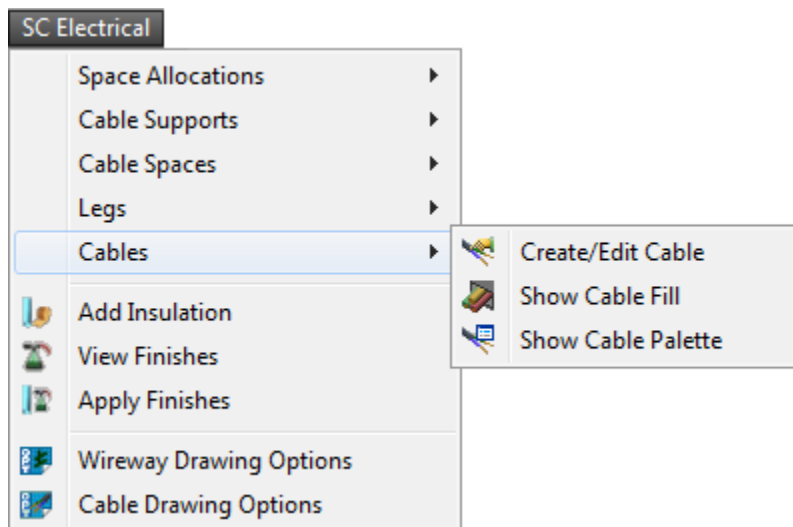 SC Electrical
Space Allocations
Cable Supports
Cable Spaces
Legs
Cables
Create/Edit Cable
Show Cable Fill
Show Cable Palette
Add Insulation
View Finishes
Apply Finishes
Wireway Drawing Options
Cable Drawing Options